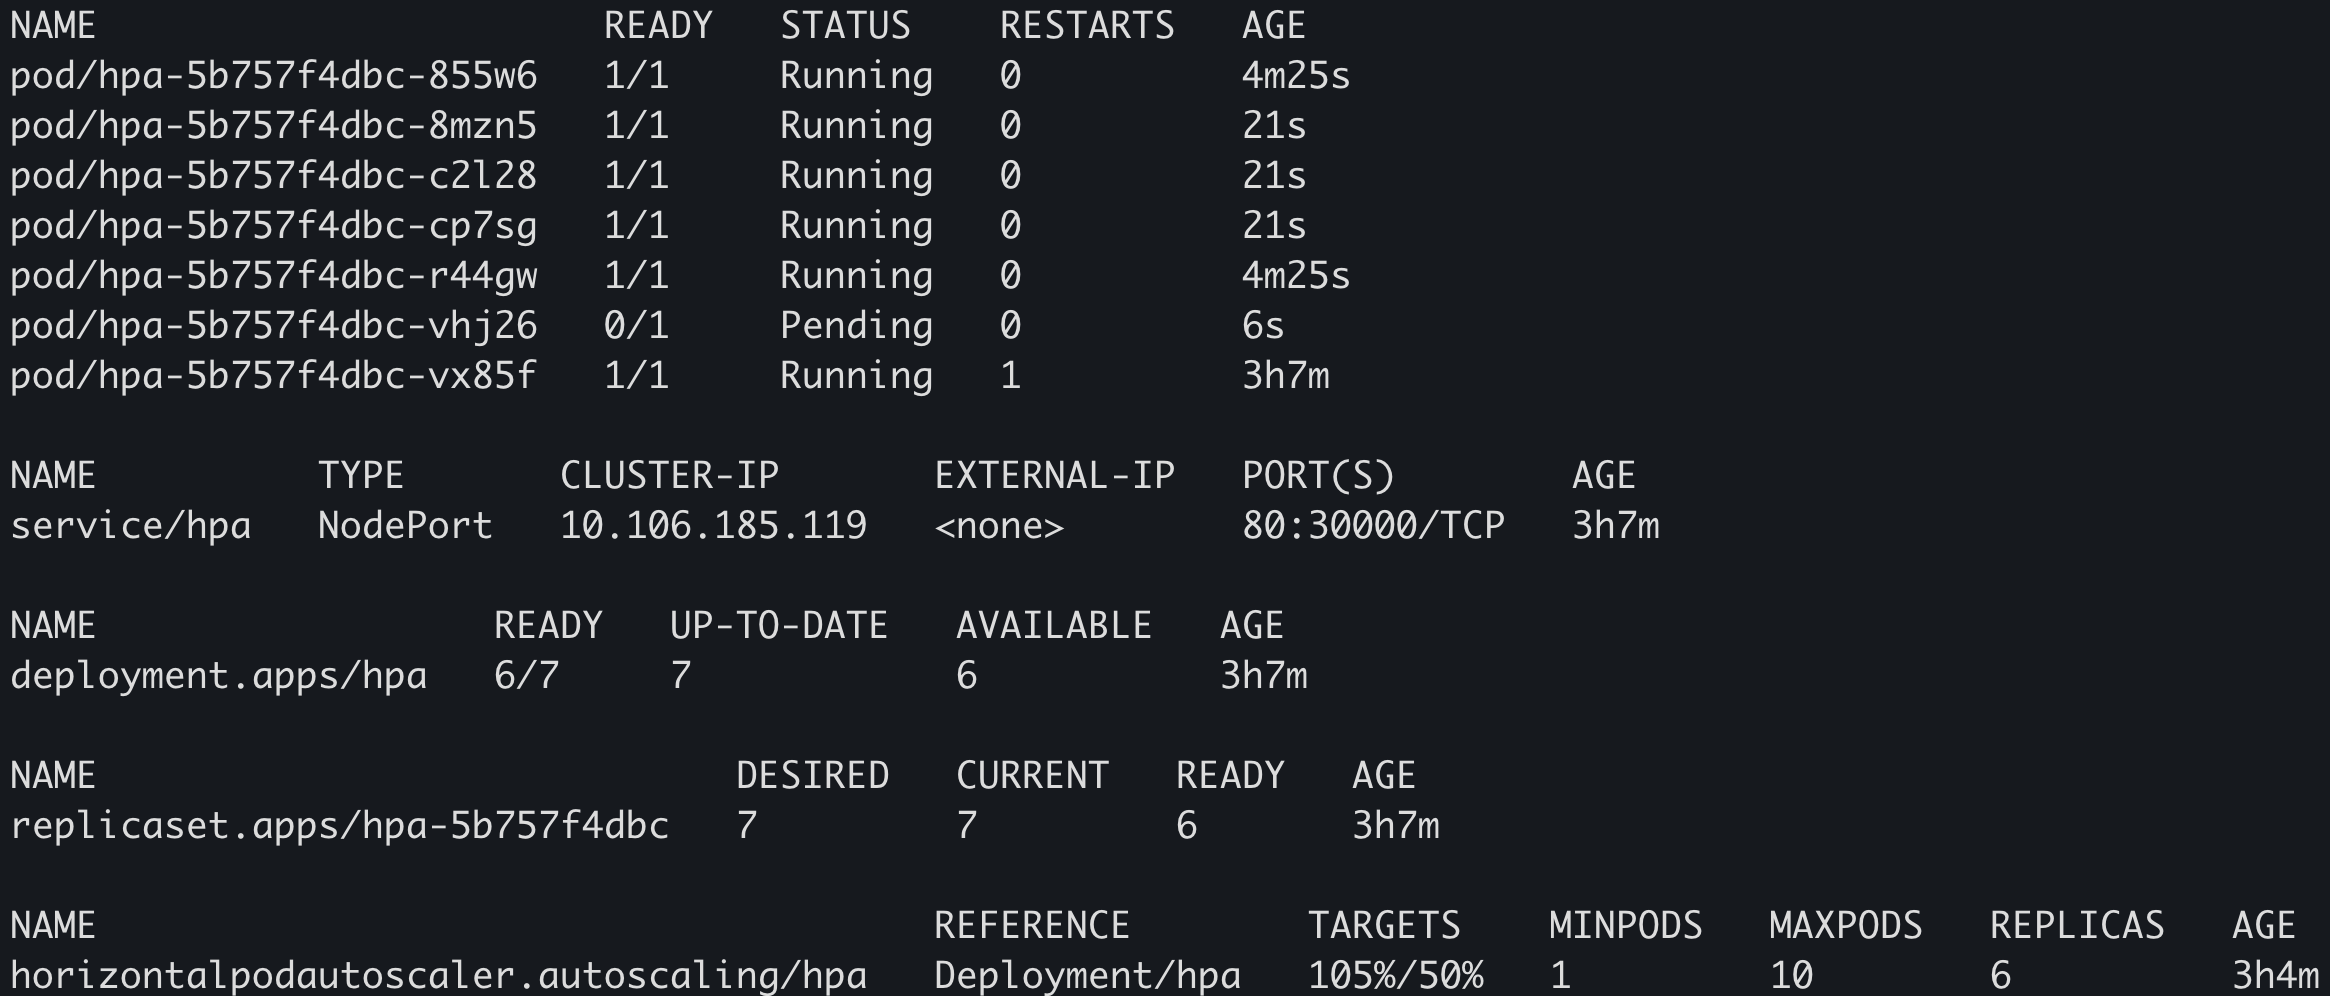 NAME                       READY   STATUS    RESTARTS   AGE
pod/hpa-5b757f4dbc-855w6   1/1     Running   0          4m25s
pod/hpa-5b757f4dbc-8mzn5   1/1     Running   0          21s
pod/hpa-5b757f4dbc-c2l28   1/1     Running   0          21s
pod/hpa-5b757f4dbc-cp7sg   1/1     Running   0          21s
pod/hpa-5b757f4dbc-r44gw   1/1     Running   0          4m25s
pod/hpa-5b757f4dbc-vhj26   0/1     Pending   0          6s
pod/hpa-5b757f4dbc-vx85f   1/1     Running   1          3h7m
NAME          TYPE       CLUSTER-IP       EXTERNAL-IP   PORT(S)        AGE
service/hpa   NodePort   10.106.185.119   <none>        80:30000/TCP   3h7m
NAME                  READY   UP-TO-DATE   AVAILABLE   AGE
deployment.apps/hpa   6/7     7            6           3h7m
NAME                             DESIRED   CURRENT   READY   AGE
replicaset.apps/hpa-5b757f4dbc   7         7         6       3h7m
NAME                                      REFERENCE        TARGETS    MINPODS   MAXPODS   REPLICAS   AGE
horizontalpodautoscaler.autoscaling/hpa   Deployment/hpa   105%/50%   1         10        6          3h4m